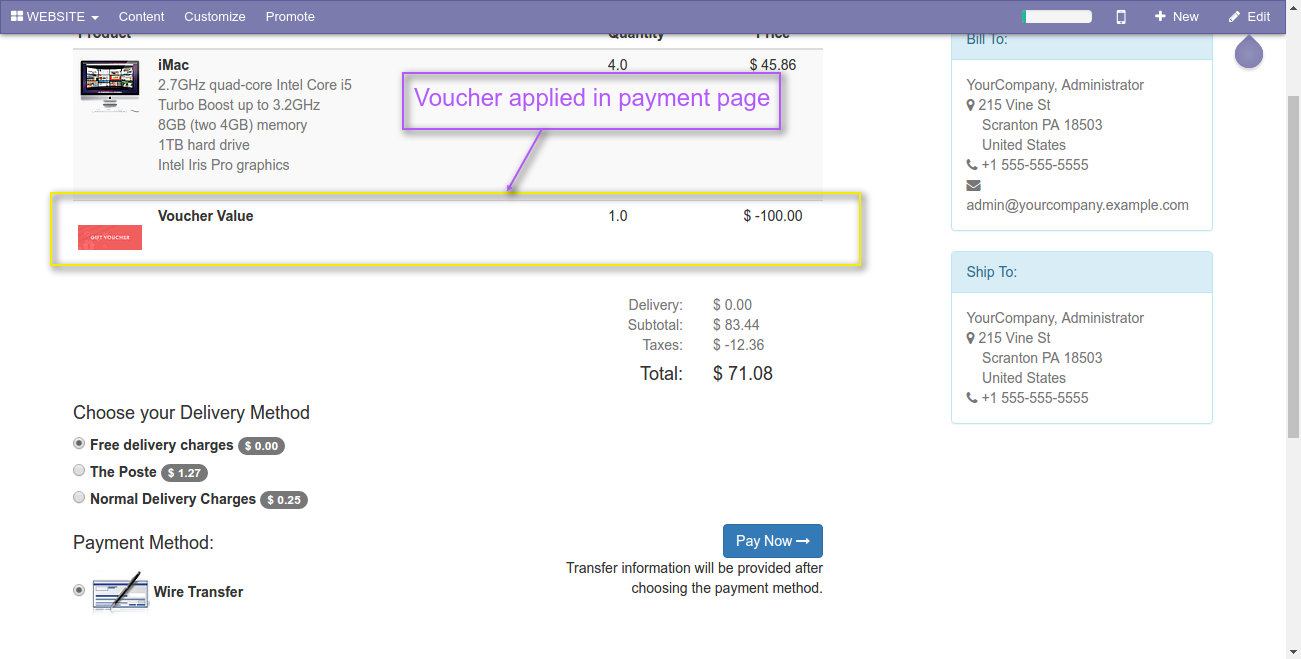 WEBSITE Content Customize Promote New Edit
Product Quantity Price
iMac 4.0 $ 45.86
2.7GHz quad-core Intel Core i5
Turbo Boost up to 3.2GHz
8GB (two 4GB) memory
1TB hard drive
Intel Iris Pro graphics
Voucher applied in payment page
Voucher Value 1.0 $ -100.00
GIFT VOUCHER
Delivery: $ 0.00
Subtotal: $ 83.44
Taxes: $ -12.36
Total: $ 71.08
Choose your Delivery Method
Free delivery charges $ 0.00
The Poste $ 1.27
Normal Delivery Charges $ 0.25
Payment Method:
Wire Transfer
Pay Now
Transfer information will be provided after
choosing the payment method.
Bill To:
YourCompany, Administrator
215 Vine St
Scranton PA 18503
United States
+1 555-555-5555
admin@yourcompany.example.com
Ship To:
YourCompany, Administrator
215 Vine St
Scranton PA 18503
United States
+1 555-555-5555